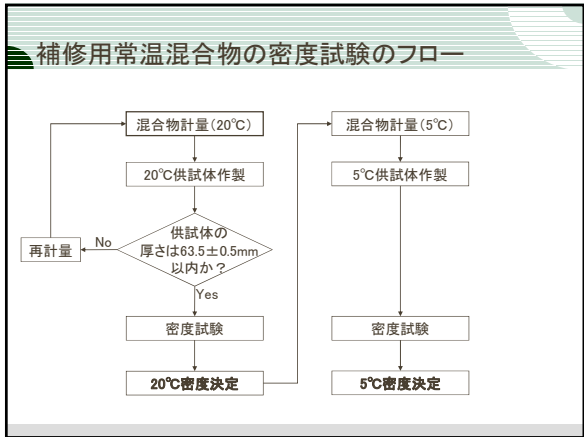 補修用常温混合物の密度試験のフロー
混合物計量（20℃）
20℃供試体作製
供試体の
厚さは63.5±0.5mm
以内か？
No
再計量
Yes
密度試験
20℃密度決定
混合物計量（5℃）
5℃供試体作製
密度試験
5℃密度決定